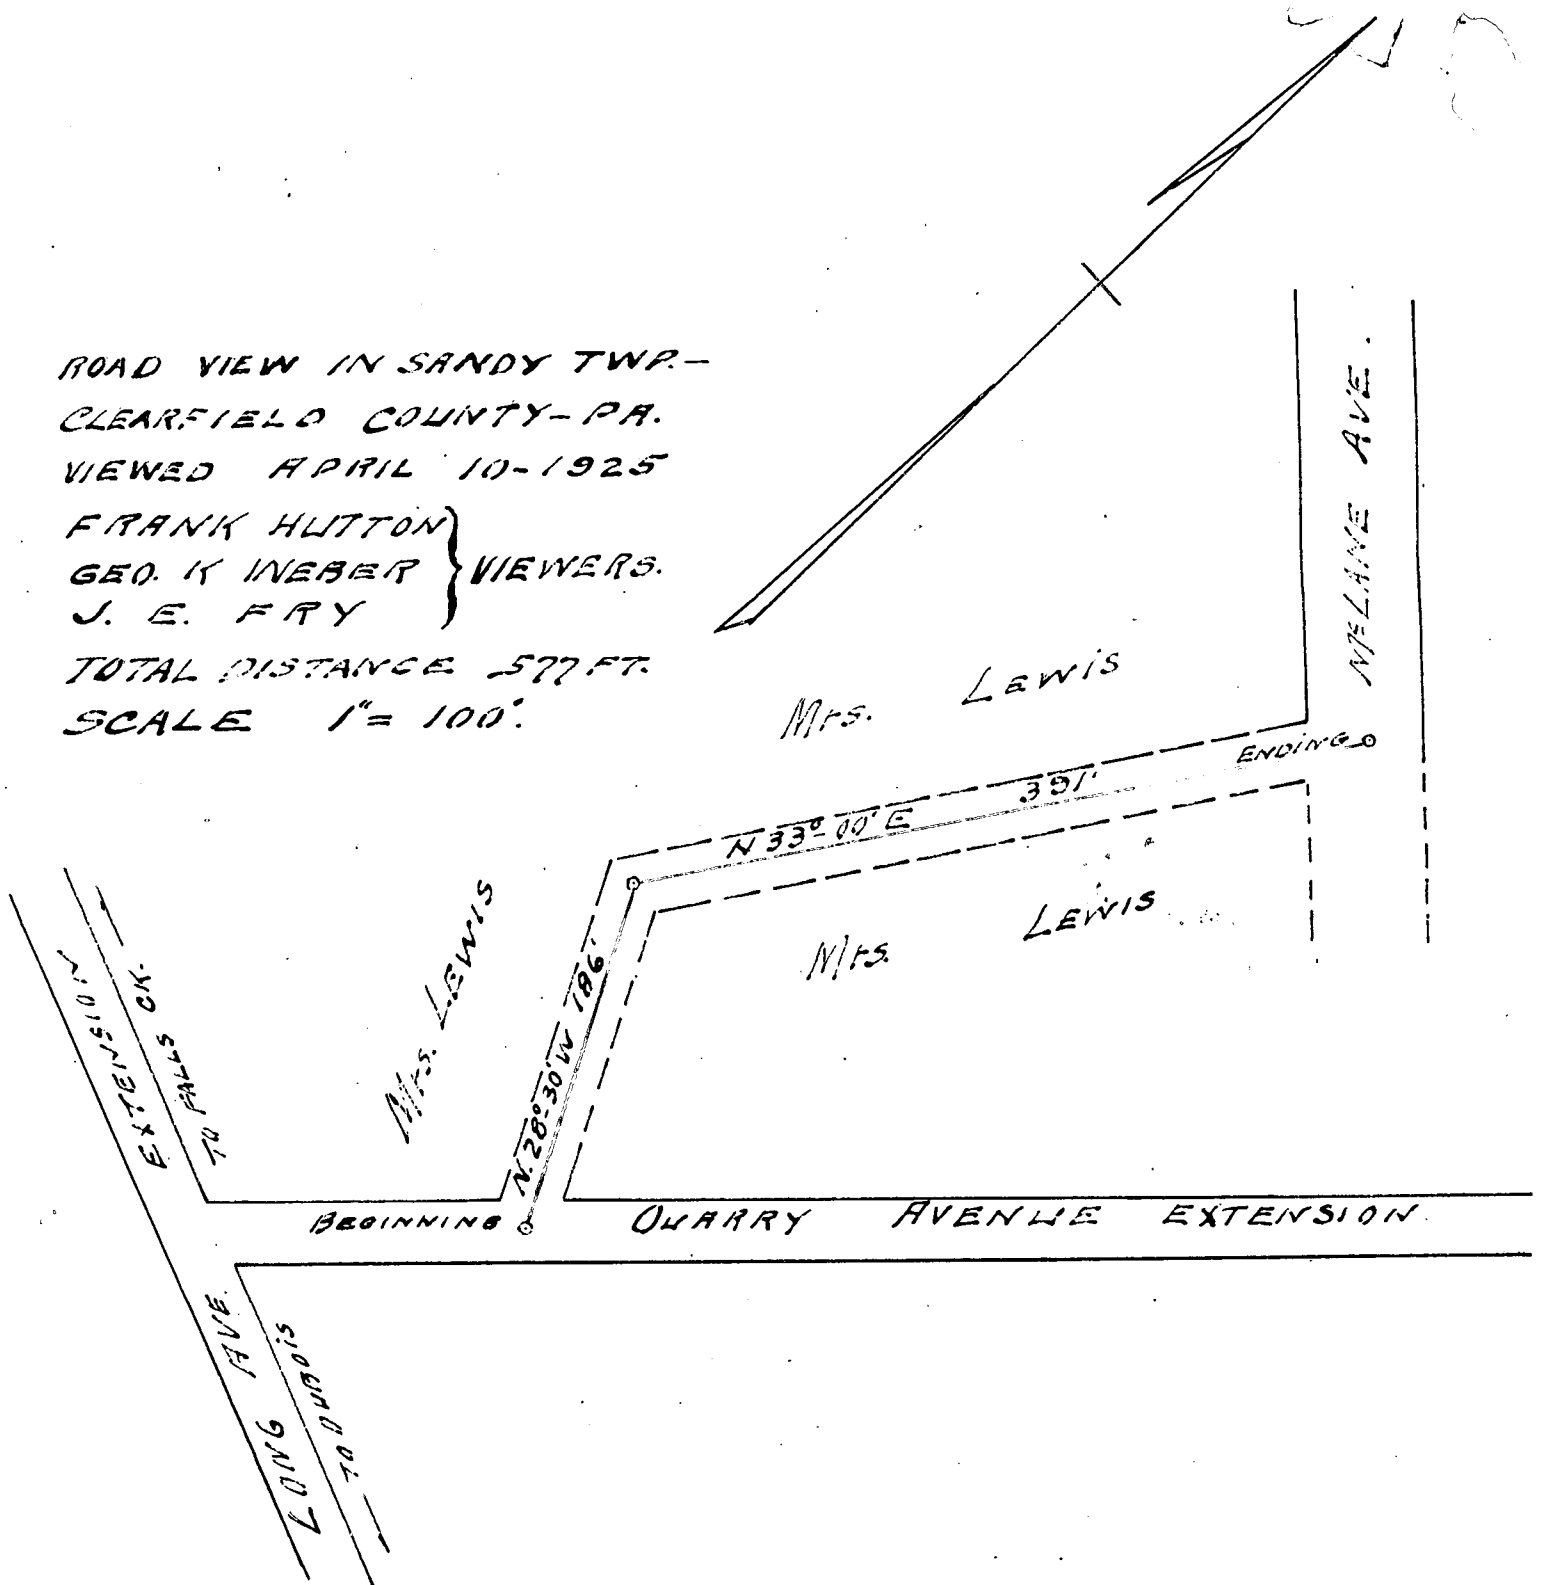 ROAD VIEW IN SANDY TWP.-
CLEARFIELD COUNTY-PA.
VIEWED APRIL 10-1925
FRANK HUTTON
GEO. K WEBER } VIEWERS.
J. E. FRY
TOTAL DISTANCE 577 FT.
SCALE 1"= 100'.
McLANE AVE.
Mrs. LEWIS
ENDING
391'
N 33°-00' E
Mrs. LEWIS
Mrs. LEWIS
N. 28°-30' W 186'
EXTENSION
TO FALLS CK.
BEGINNING
QUARRY AVENUE EXTENSION
LONG AVE.
TO DUBOIS